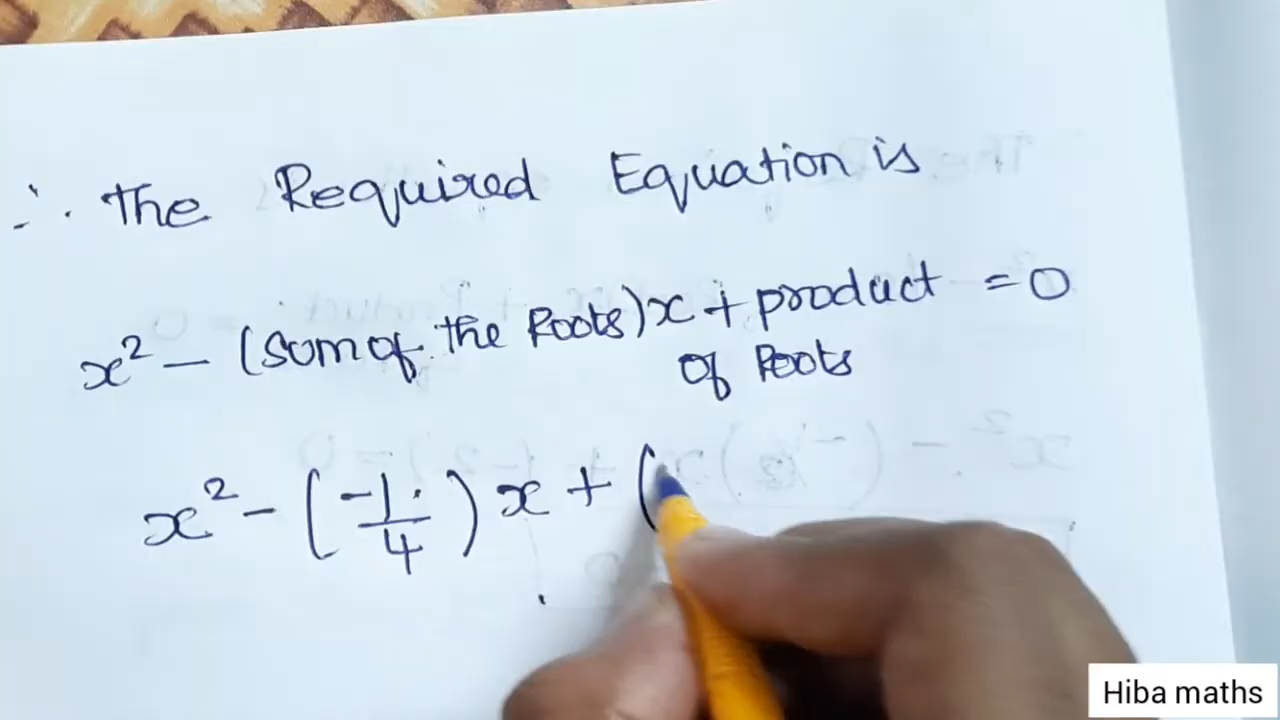 ∴ The Required Equation is
x² - (sum of the Roots)x + product = 0
of Roots
x² - (-1/4) x + (
Hiba maths